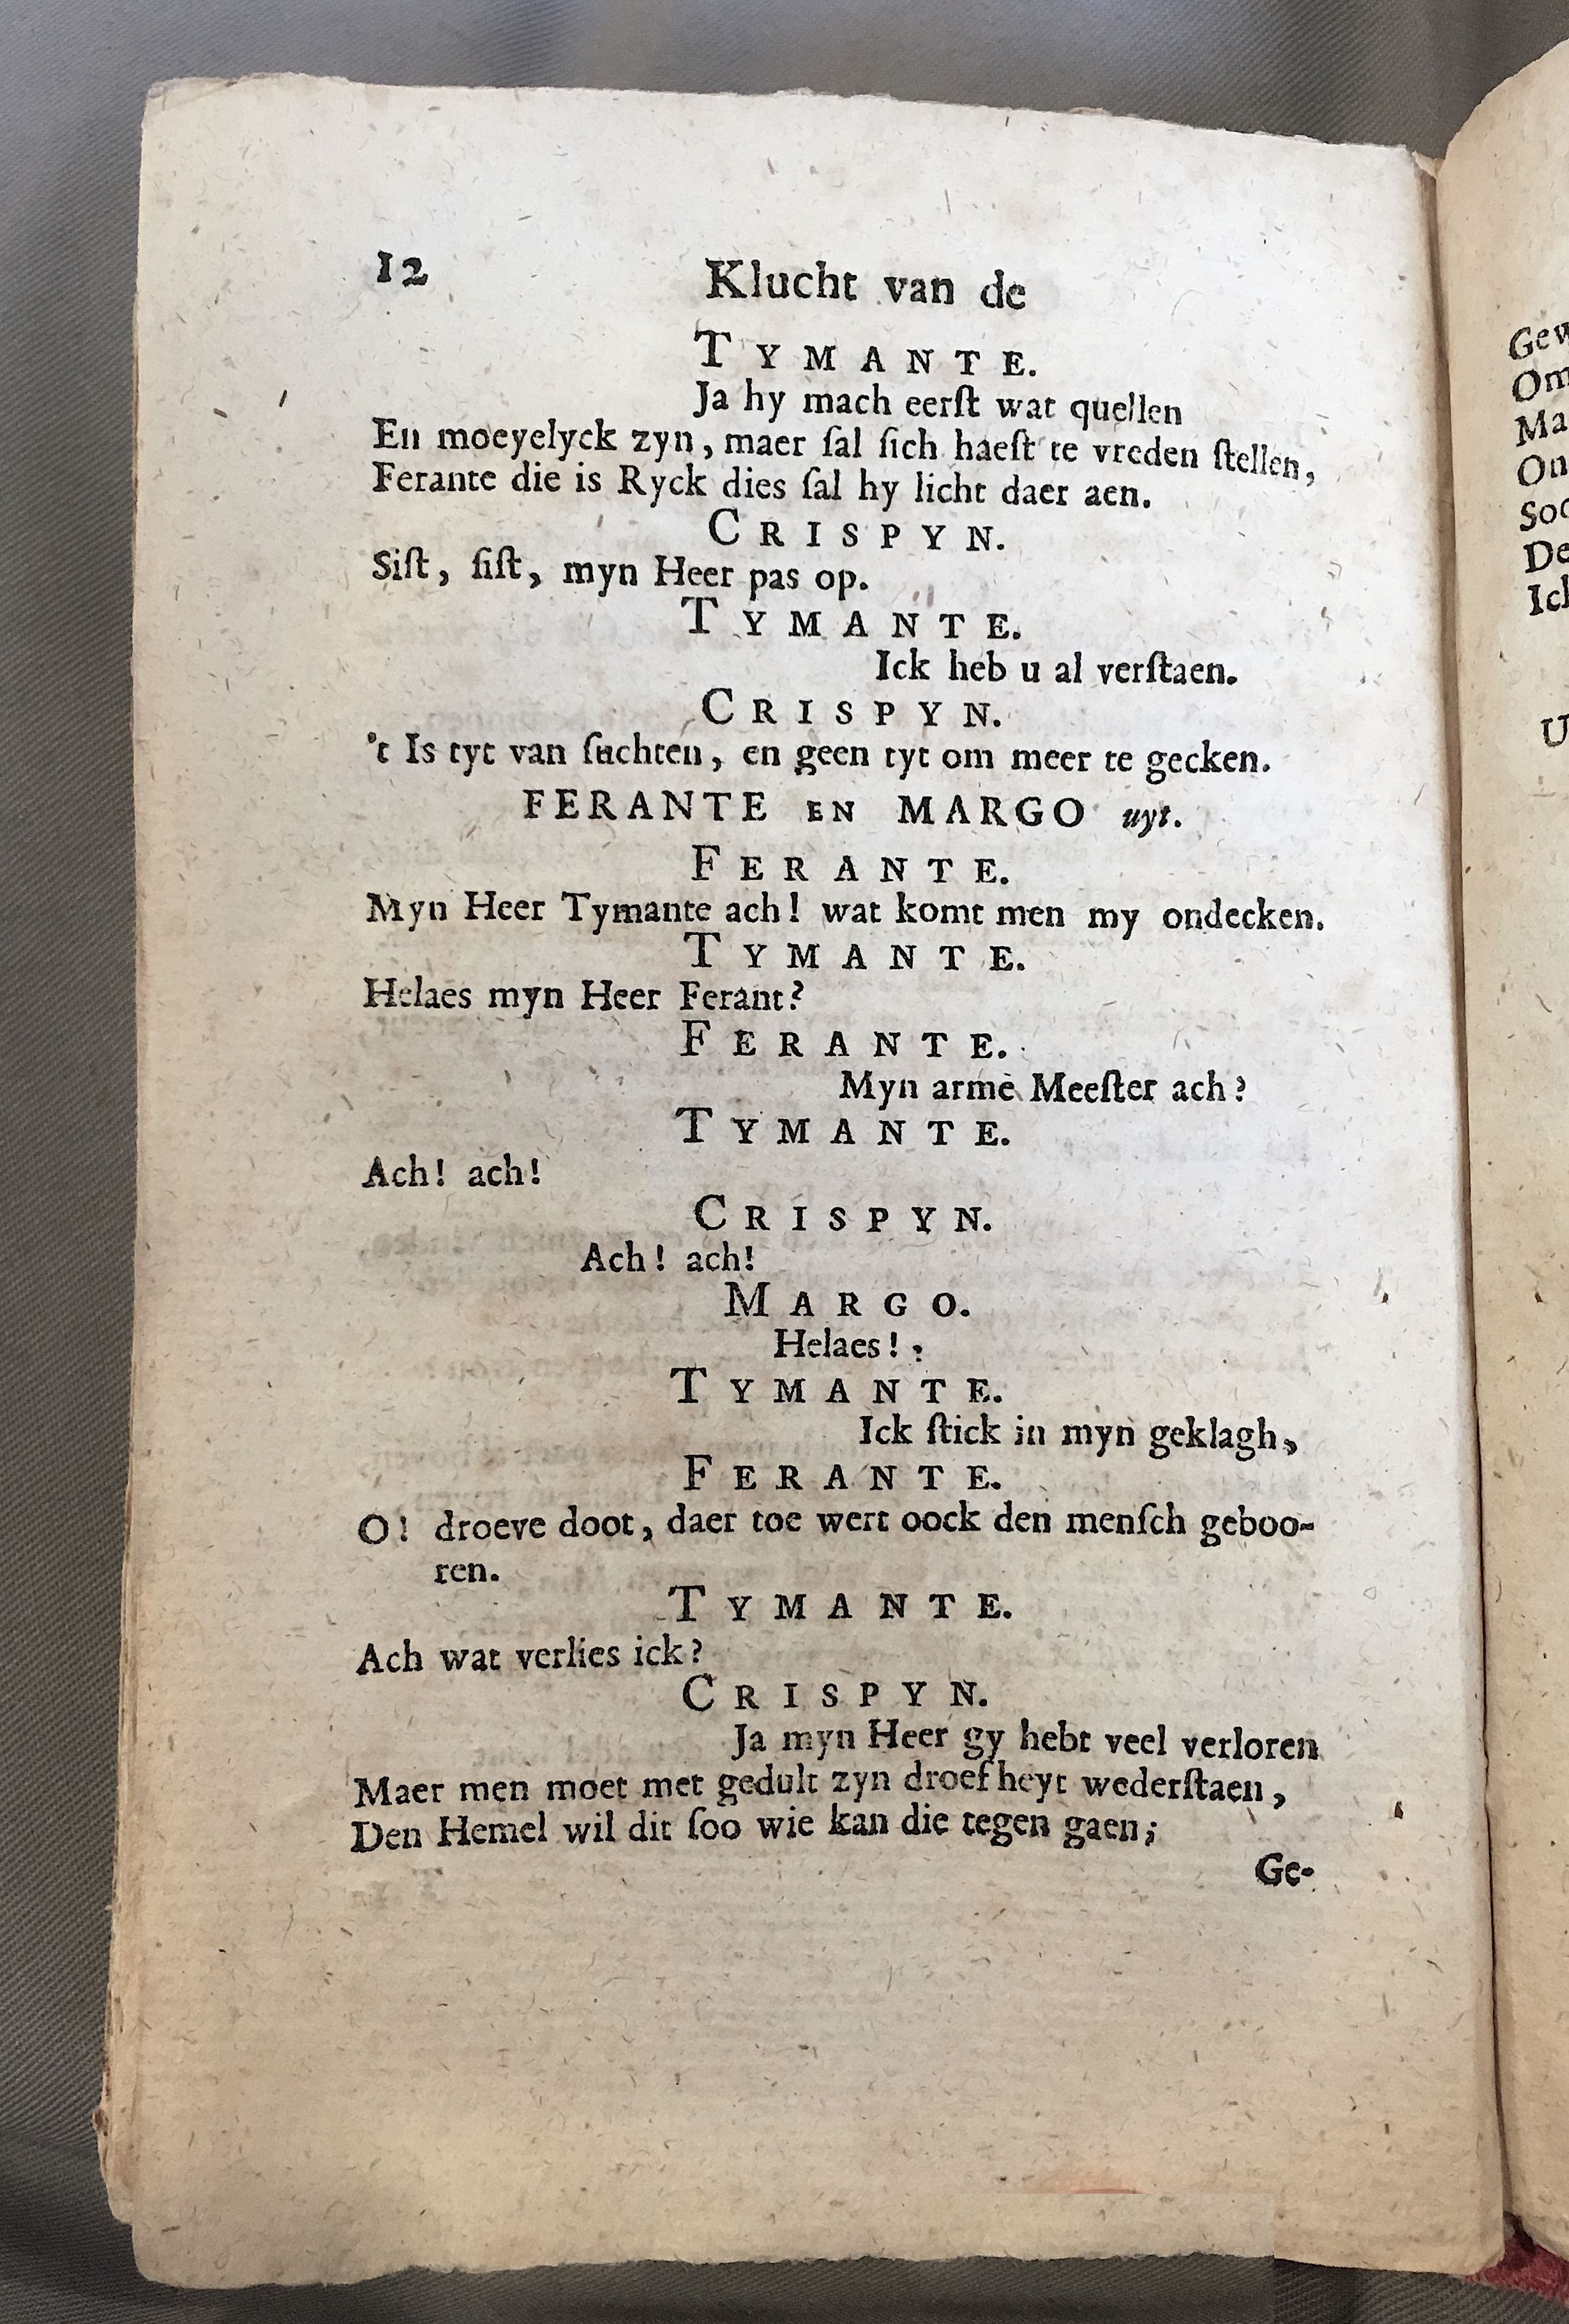 12 Klucht van de
TYMANTE.
Ja hy mach eerſt wat quellen
En moeyelyck zyn, maer ſal ſich haeſt te vreden ſtellen,
Ferante die is Ryck dies ſal hy licht daer aen.
CRISPYN.
Siſt, ſiſt, myn Heer pas op.
TYMANTE.
Ick heb u al verſtaen.
CRISPYN.
't Is tyt van ſuchten, en geen tyt om meer te gecken.
FERANTE EN MARGO uyt.
FERANTE.
Myn Heer Tymante ach! wat komt men my ondecken.
TYMANTE.
Helaes myn Heer Ferant?
FERANTE.
Myn arme Meeſter ach?
TYMANTE.
Ach! ach!
CRISPYN.
Ach! ach!
MARGO.
Helaes!
TYMANTE.
Ick ſtick in myn geklagh,
FERANTE.
O! droeve doot, daer toe wert oock den menſch geboo-
ren.
TYMANTE.
Ach wat verlies ick?
CRISPYN.
Ja myn Heer gy hebt veel verloren
Maer men moet met gedult zyn droefheyt wederſtaen,
Den Hemel wil dit ſoo wie kan die tegen gaen;
Ge-
Gew
Om
Ma
On
Soo
De
Ick
U